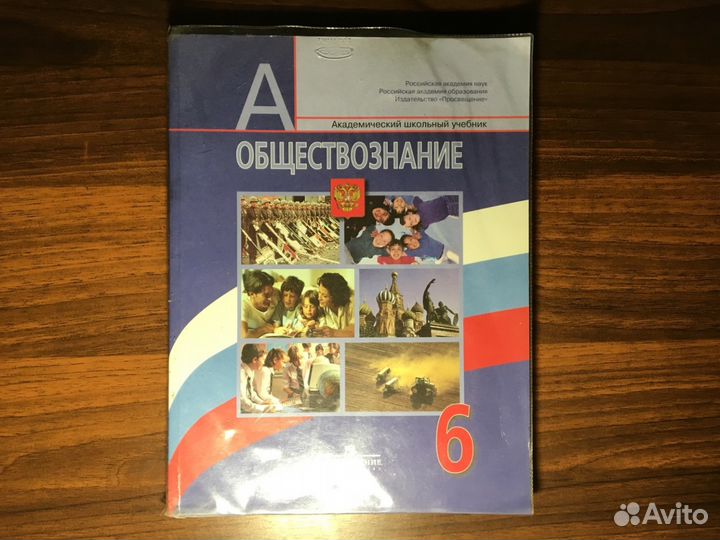 Российская академия наук
Российская академия образования
Издательство «Просвещение»
А
Академический школьный учебник
ОБЩЕСТВОЗНАНИЕ
6
Avito